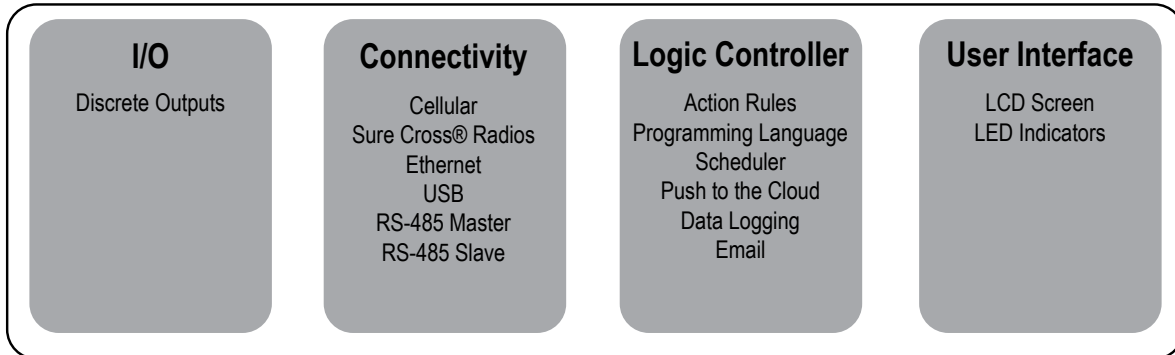 I/O
Discrete Outputs
Connectivity
Cellular
Sure Cross® Radios
Ethernet
USB
RS-485 Master
RS-485 Slave
Logic Controller
Action Rules
Programming Language
Scheduler
Push to the Cloud
Data Logging
Email
User Interface
LCD Screen
LED Indicators